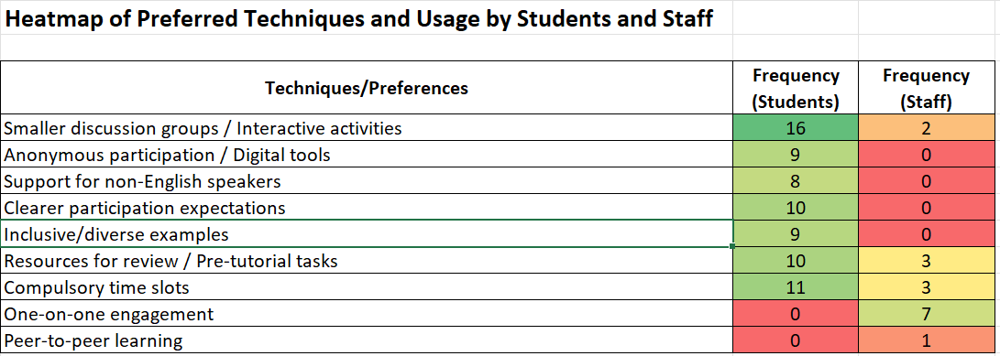 Heatmap of Preferred Techniques and Usage by Students and Staff
Techniques/Preferences Frequency (Students) Frequency (Staff)
Smaller discussion groups / Interactive activities 16 2
Anonymous participation / Digital tools 9 0
Support for non-English speakers 8 0
Clearer participation expectations 10 0
Inclusive/diverse examples 9 0
Resources for review / Pre-tutorial tasks 10 3
Compulsory time slots 11 3
One-on-one engagement 0 7
Peer-to-peer learning 0 1